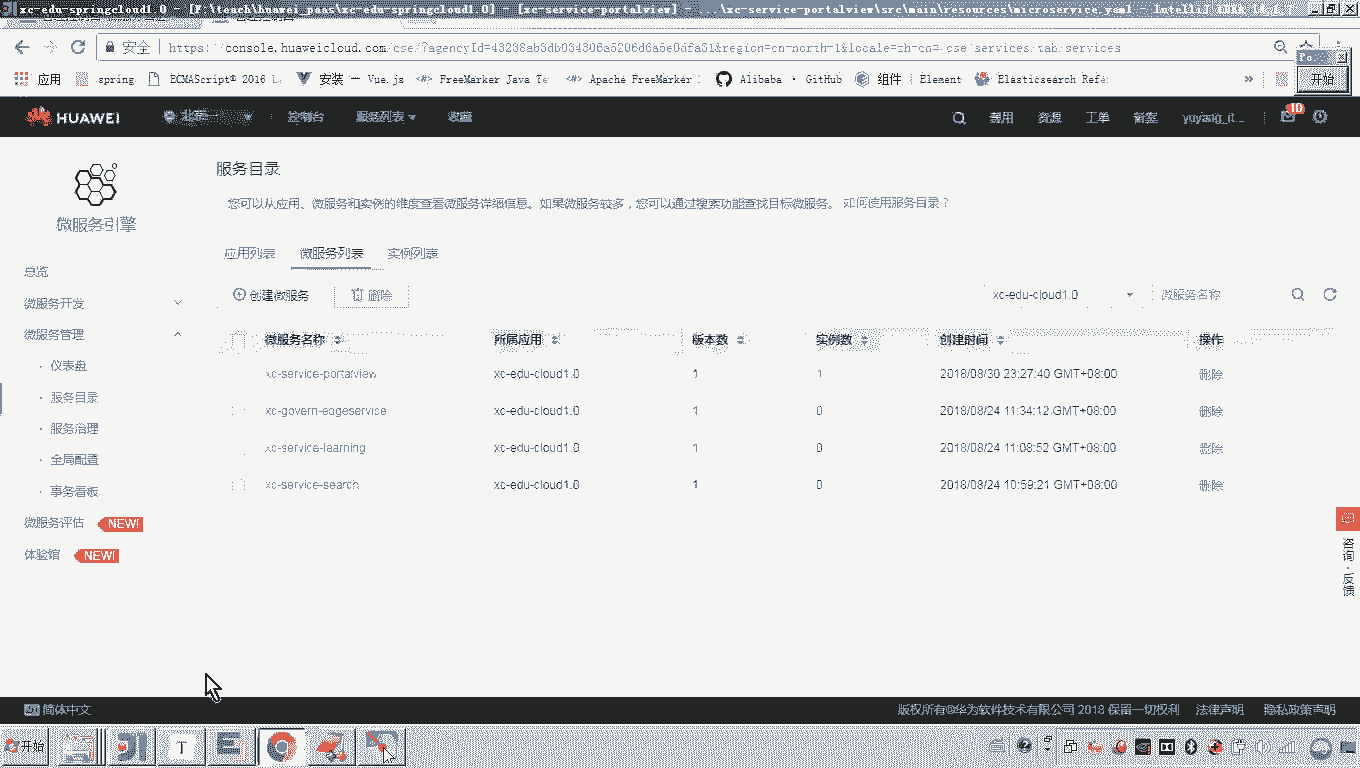 xc-edu-springcloud1.0 - [F:\teach\huawei_paas\xc-edu-springcloud1.0] - [xc-service-portalview] - ...\xc-service-portalview\src\main\resources\microservice.yaml - IntelliJ IDEA 14.1.7
安全 https://console.huaweicloud.com/cse/?agencyId=
应用 spring ECMAScript® 2016 安装 — Vue.js FreeMarker Java Te Apache FreeMarker Alibaba · GitHub 组件 | Element Elasticsearch Refe »
开始
HUAWEI 北京一 控制台 服务列表 收藏 费用 资源 工单 备案 yuyang_it... 10
微服务引擎
总览
微服务开发
微服务管理
· 仪表盘
· 服务目录
· 服务治理
· 全局配置
· 事务看板
微服务评估 NEW!
体验馆 NEW!
服务目录
您可以从应用、微服务和实例的维度查看微服务详细信息。如果微服务较多，您可以通过搜索功能查找目标微服务。 如何使用服务目录？
应用列表 微服务列表 实例列表
创建微服务 删除 xc-edu-cloud1.0 微服务名称
微服务名称 所属应用 版本数 实例数 创建时间 操作
xc-service-portalview xc-edu-cloud1.0 1 1 2018/08/30 23:27:40 GMT+08:00 删除
xc-govern-edgeservice xc-edu-cloud1.0 1 0 2018/08/24 11:34:12 GMT+08:00 删除
xc-service-learning xc-edu-cloud1.0 1 0 2018/08/24 11:08:52 GMT+08:00 删除
xc-service-search xc-edu-cloud1.0 1 0 2018/08/24 10:59:21 GMT+08:00 删除
咨询·反馈
简体中文 版权所有@华为软件技术有限公司 2018 保留一切权利 法律声明 隐私政策声明
开始